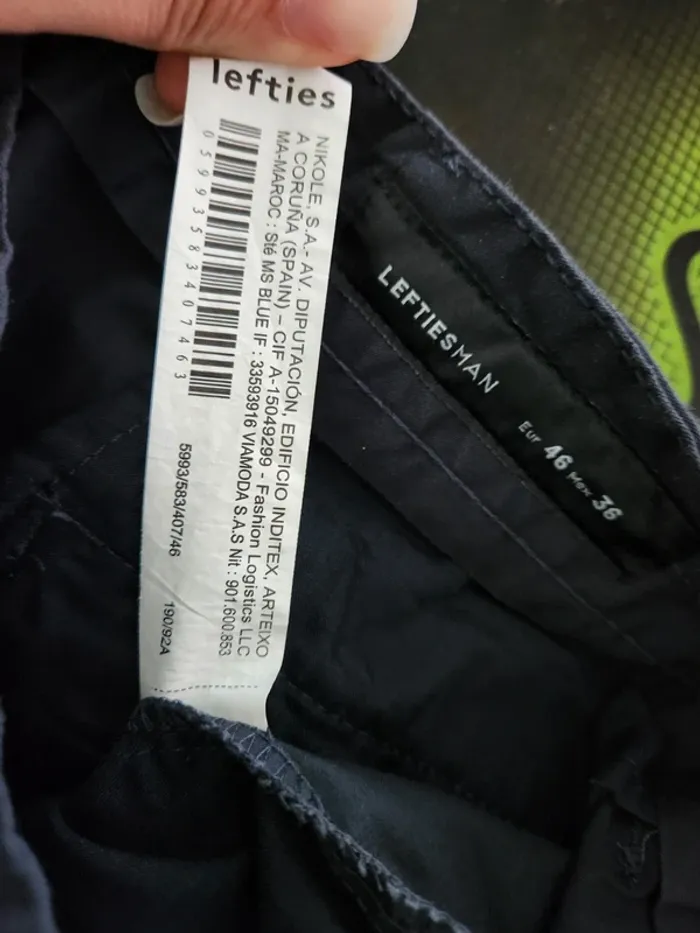 lefties
NIKOLE, S.A.- AV. DIPUTACIÓN, EDIFICIO INDITEX, ARTEIXO
A CORUÑA (SPAIN) – CIF A-15049299 - Fashion Logistics LLC
MA-MAROC : Sté MS BLUE IF : 33593916 VIAMODA S.A.S Nit : 901.600.853
0 5993583407463
5993/583/407/46
190/92A
LEFTIESMAN
Eur 46 Mex 36